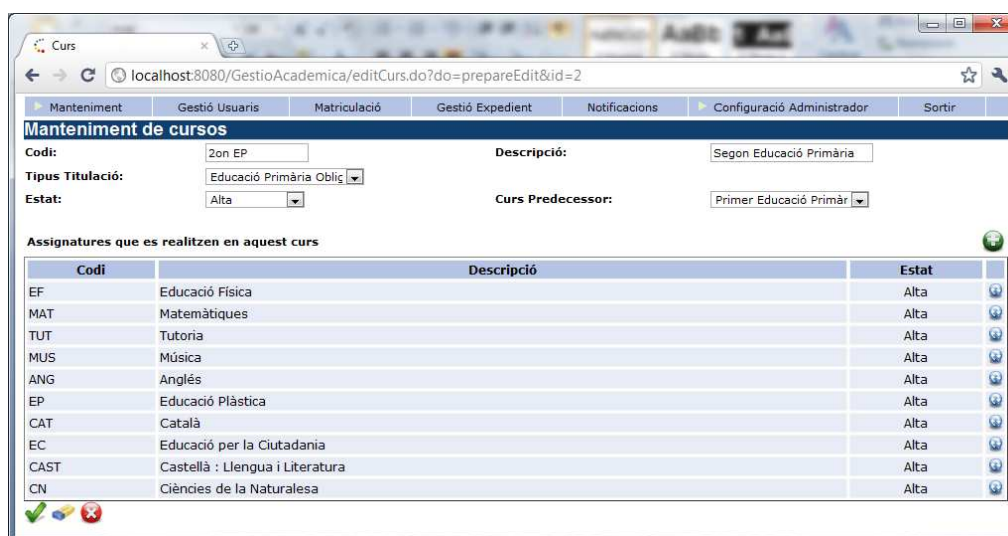 Curs
localhost:8080/GestioAcademica/editCurs.do?do=prepareEdit&id=2
Manteniment Gestió Usuaris Matriculació Gestió Expedient Notificacions Configuració Administrador Sortir
Manteniment de cursos
Codi: 2on EP Descripció: Segon Educació Primària
Tipus Titulació: Educació Primària Oblig
Estat: Alta Curs Predecessor: Primer Educació Primàr
Assignatures que es realitzen en aquest curs
Codi Descripció Estat
EF Educació Física Alta
MAT Matemàtiques Alta
TUT Tutoria Alta
MUS Música Alta
ANG Anglés Alta
EP Educació Plàstica Alta
CAT Català Alta
EC Educació per la Ciutadania Alta
CAST Castellà : Llengua i Literatura Alta
CN Ciències de la Naturalesa Alta